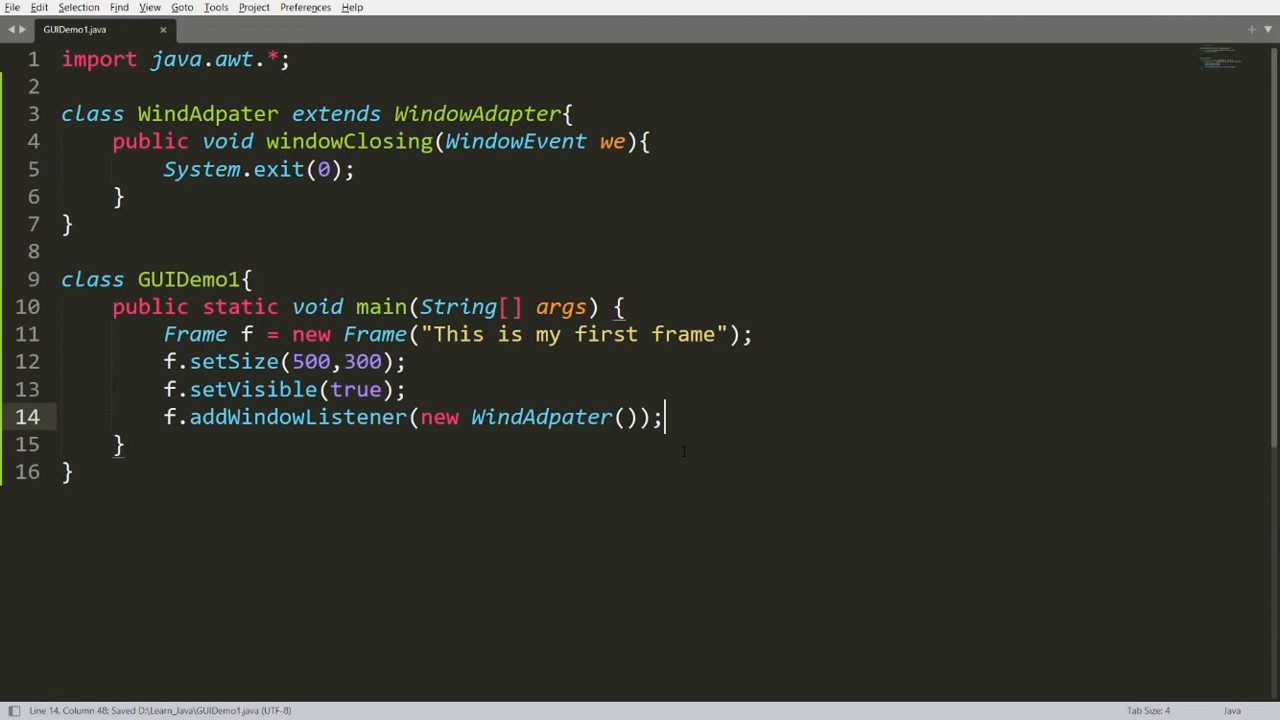 File Edit Selection Find View Goto Tools Project Preferences Help
GUIDemo1.java
1 import java.awt.*;
2
3 class WindAdpater extends WindowAdapter{
4     public void windowClosing(WindowEvent we){
5         System.exit(0);
6     }
7 }
8
9 class GUIDemo1{
10     public static void main(String[] args) {
11         Frame f = new Frame("This is my first frame");
12         f.setSize(500,300);
13         f.setVisible(true);
14         f.addWindowListener(new WindAdpater());
15     }
16 }
Line 14, Column 48; Saved D:\Learn_Java\GUIDemo1.java (UTF-8) Tab Size: 4 Java